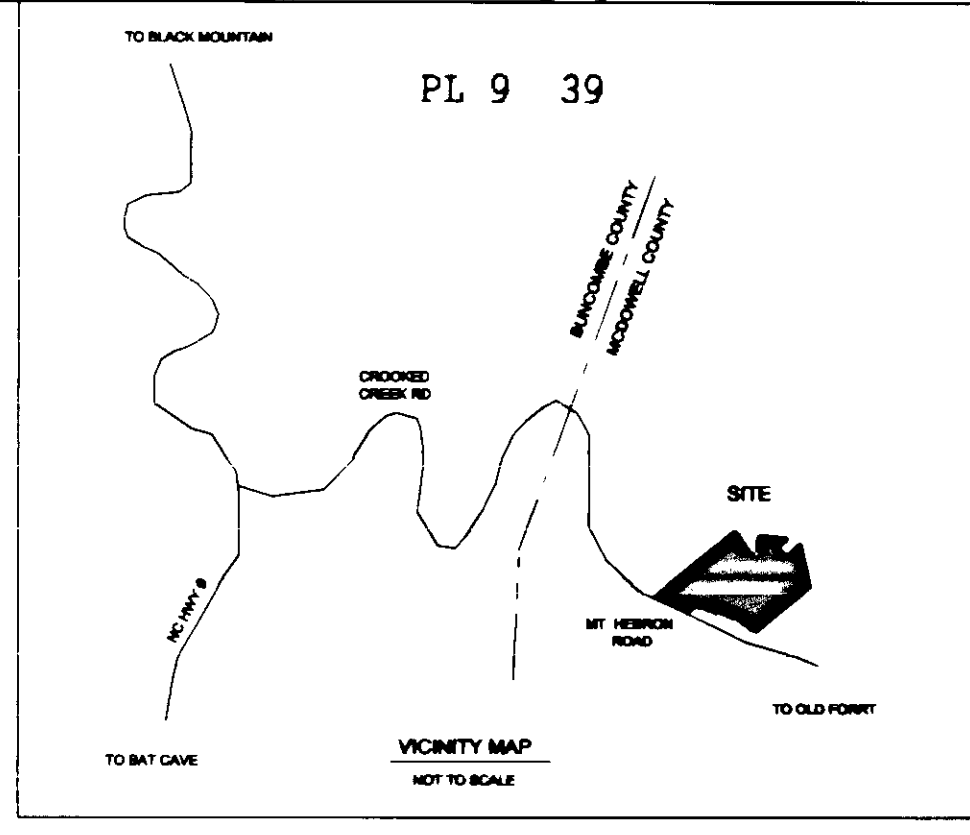 TO BLACK MOUNTAIN
PL 9 39
BUNCOMBE COUNTY
MCDOWELL COUNTY
CROOKED
CREEK RD
SITE
NC HWY 9
MT HEBRON
ROAD
TO OLD FORRT
VICINITY MAP
TO BAT CAVE
NOT TO SCALE